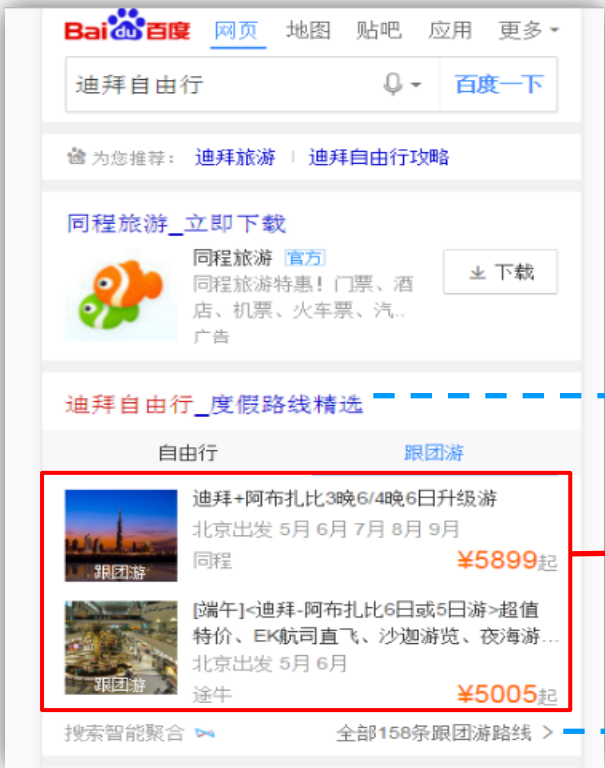 Bai du 百度 网页 地图 贴吧 应用 更多
迪拜自由行 百度一下
为您推荐： 迪拜旅游 迪拜自由行攻略
同程旅游_立即下载
同程旅游 官方
同程旅游特惠！门票、酒
店、机票、火车票、汽..
广告
下载
迪拜自由行_度假路线精选
自由行 跟团游
迪拜+阿布扎比3晚6/4晚6日升级游
北京出发 5月 6月 7月 8月 9月
同程 ¥5899起
跟团游
[端午]<迪拜-阿布扎比6日或5日游>超值
特价、EK航司直飞、沙迦游览、夜海游...
北京出发 5月 6月
途牛 ¥5005起
跟团游
搜索智能聚合 全部158条跟团游路线 >